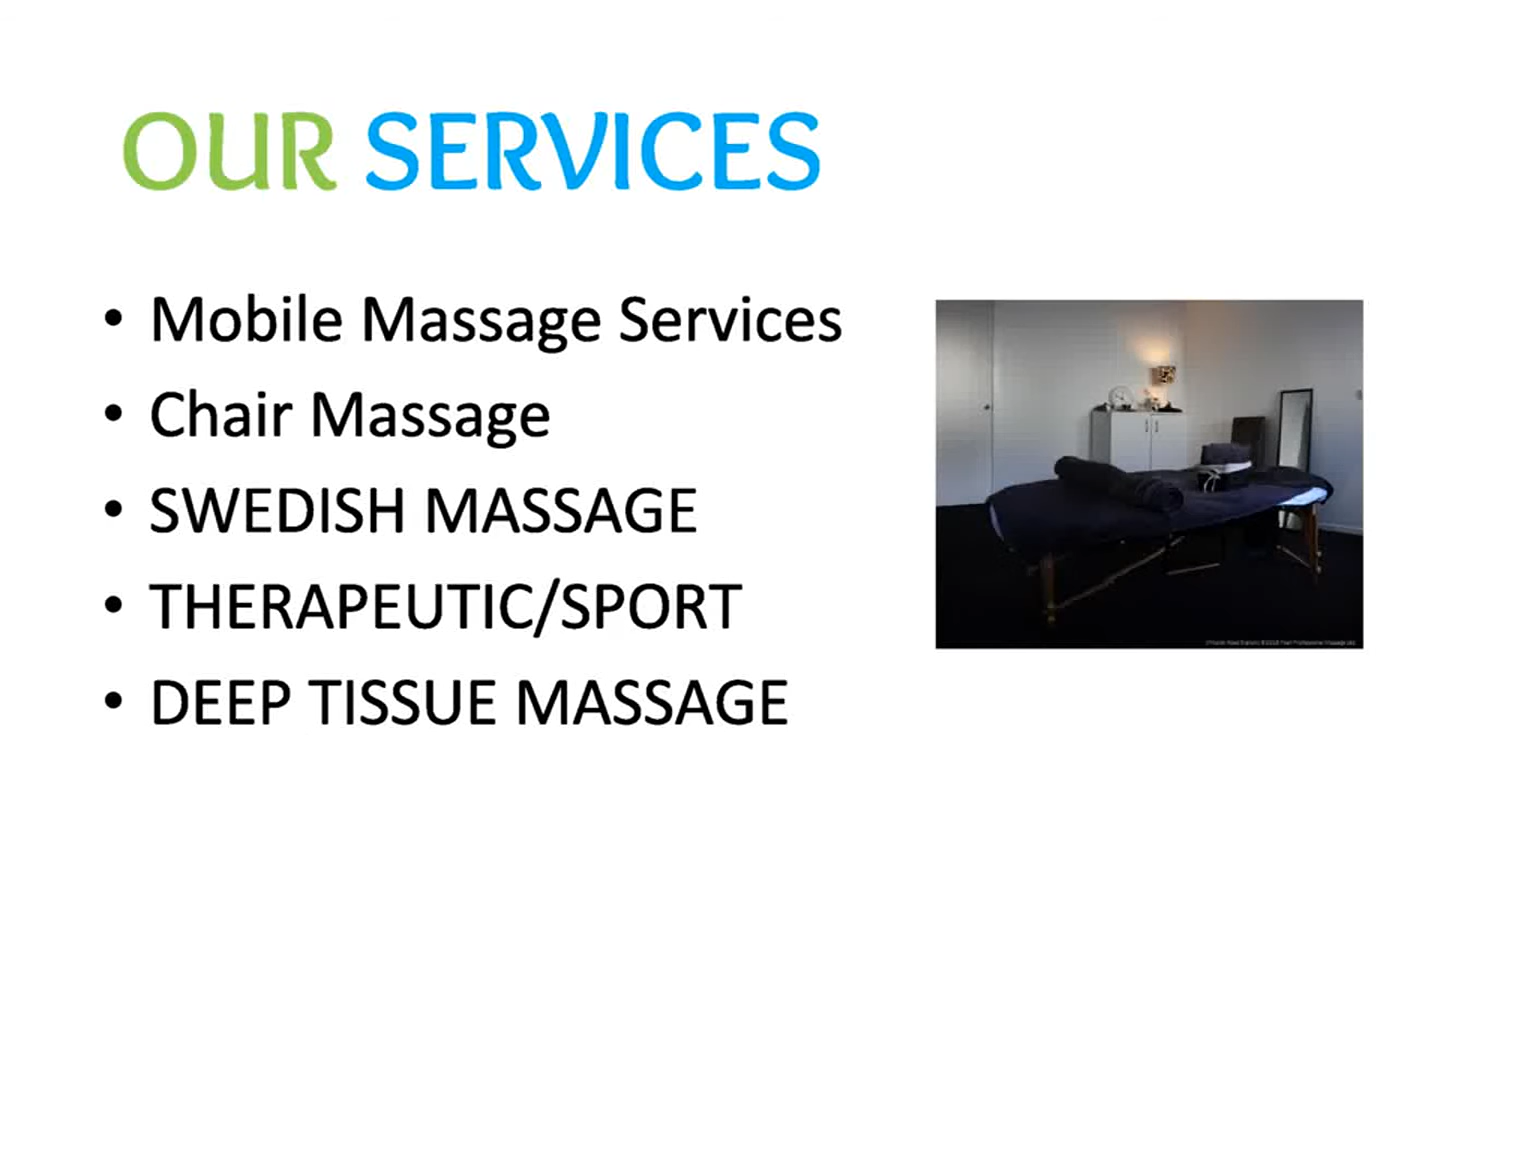 OUR SERVICES
• Mobile Massage Services
• Chair Massage
• SWEDISH MASSAGE
• THERAPEUTIC/SPORT
• DEEP TISSUE MASSAGE